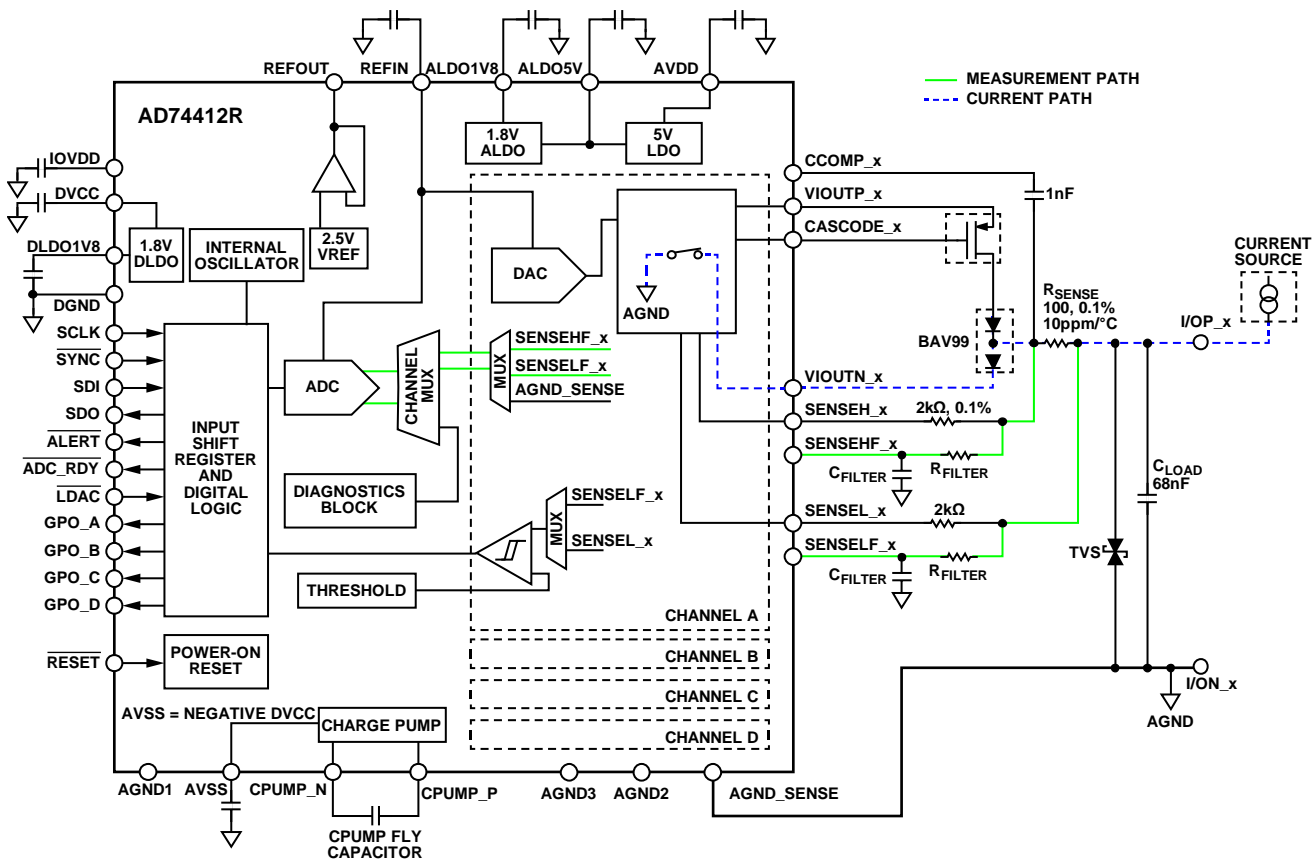 REFOUT
REFIN
ALDO1V8
ALDO5V
AVDD
MEASUREMENT PATH
CURRENT PATH
AD74412R
1.8V
ALDO
5V
LDO
IOVDD
DVCC
DLDO1V8
DGND
1.8V
DLDO
INTERNAL
OSCILLATOR
2.5V
VREF
CCOMP_x
VIOUTP_x
CASCODE_x
1nF
DAC
AGND
CURRENT
SOURCE
RSENSE
100, 0.1%
10ppm/°C
I/OP_x
BAV99
SCLK
SYNC
SDI
SDO
ALERT
ADC_RDY
LDAC
GPO_A
GPO_B
GPO_C
GPO_D
RESET
INPUT
SHIFT
REGISTER
AND
DIGITAL
LOGIC
ADC
CHANNEL
MUX
MUX
SENSEHF_x
SENSELF_x
AGND_SENSE
VIOUTN_x
SENSEH_x
2kΩ, 0.1%
SENSEHF_x
CFILTER
RFILTER
CLOAD
68nF
DIAGNOSTICS
BLOCK
MUX
SENSELF_x
SENSEL_x
SENSEL_x
2kΩ
SENSELF_x
CFILTER
RFILTER
TVS
THRESHOLD
CHANNEL A
CHANNEL B
CHANNEL C
CHANNEL D
POWER-ON
RESET
I/ON_x
AGND
AVSS = NEGATIVE DVCC
CHARGE PUMP
AGND1
AVSS
CPUMP_N
CPUMP_P
AGND3
AGND2
AGND_SENSE
CPUMP FLY
CAPACITOR